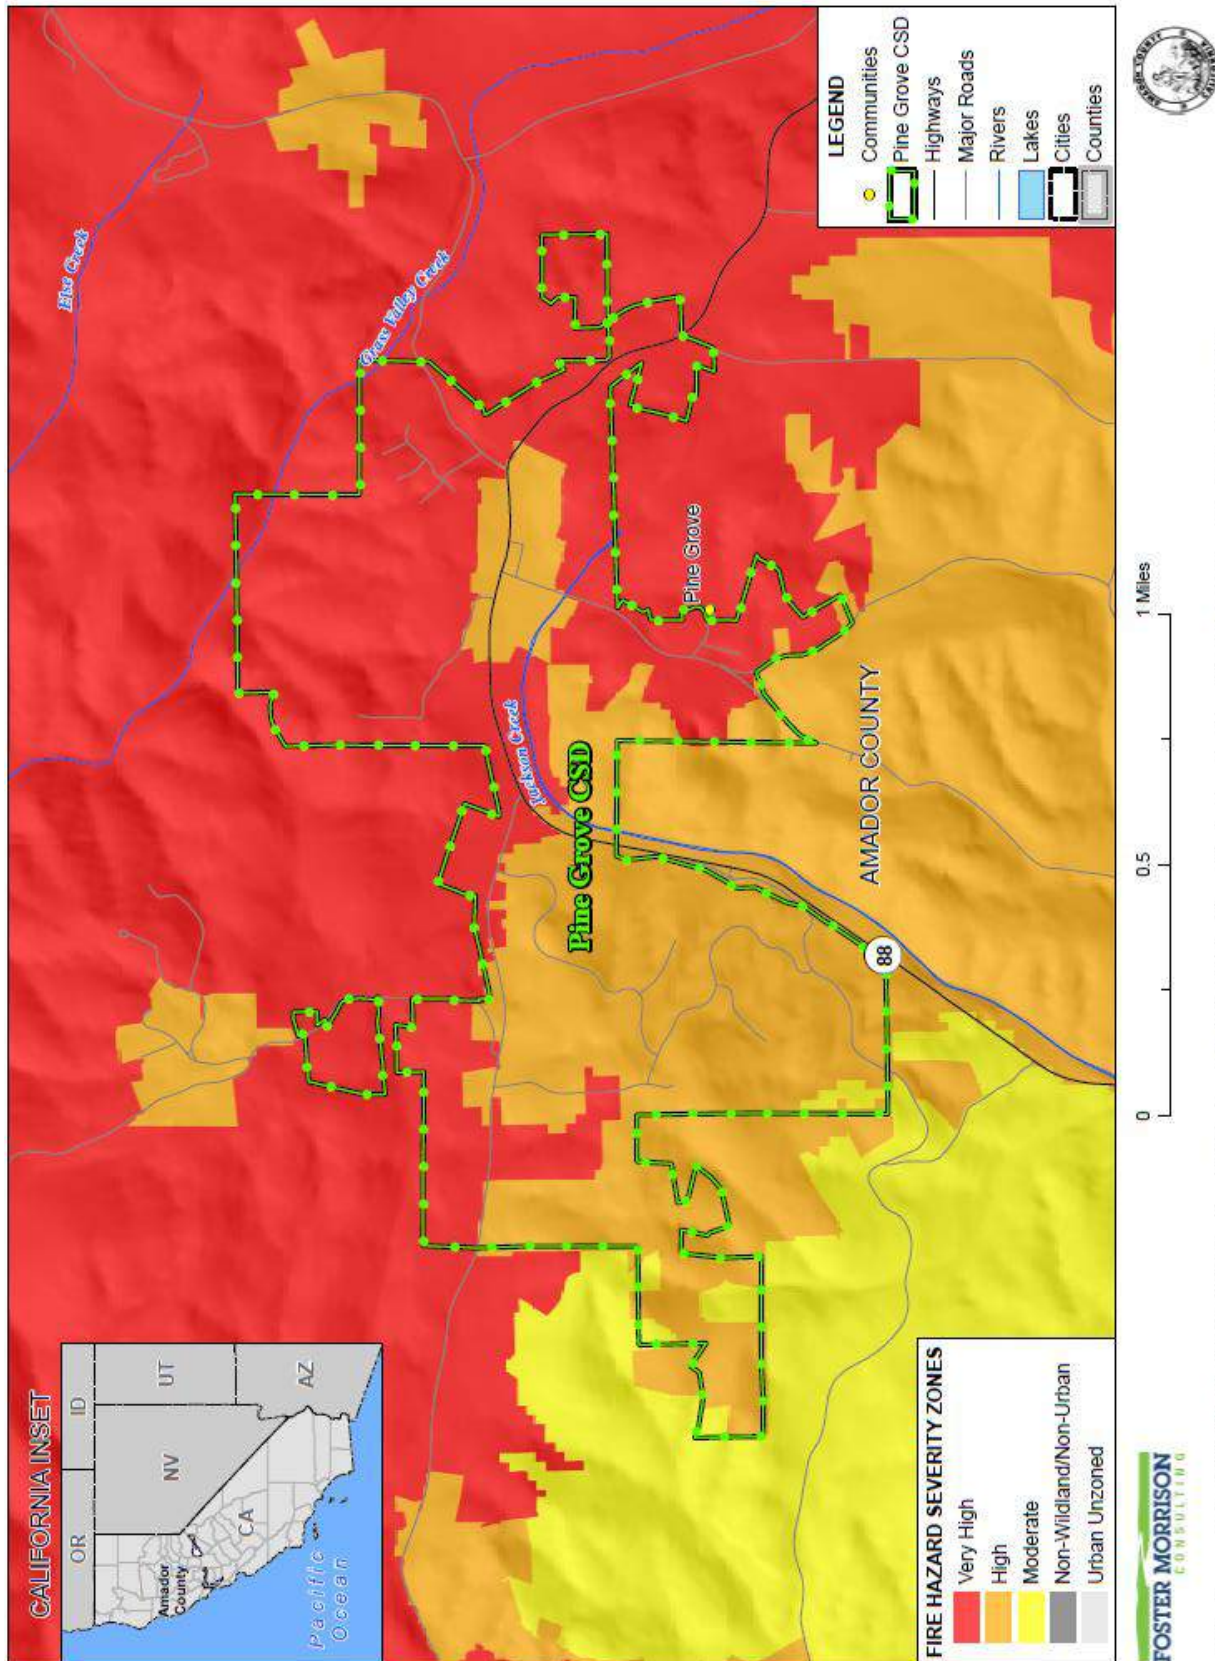 CALIFORNIA INSET
OR
ID
NV
UT
CA
AZ
Amador
County
Pacific
Ocean
Else Creek
Grass Valley Creek
Jackson Creek
Pine Grove CSD
Pine Grove
AMADOR COUNTY
88
FIRE HAZARD SEVERITY ZONES
Very High
High
Moderate
Non-Wildland/Non-Urban
Urban Unzoned
LEGEND
Communities
Pine Grove CSD
Highways
Major Roads
Rivers
Lakes
Cities
Counties
0
0.5
1 Miles
FOSTER MORRISON
CONSULTING
AMADOR COUNTY